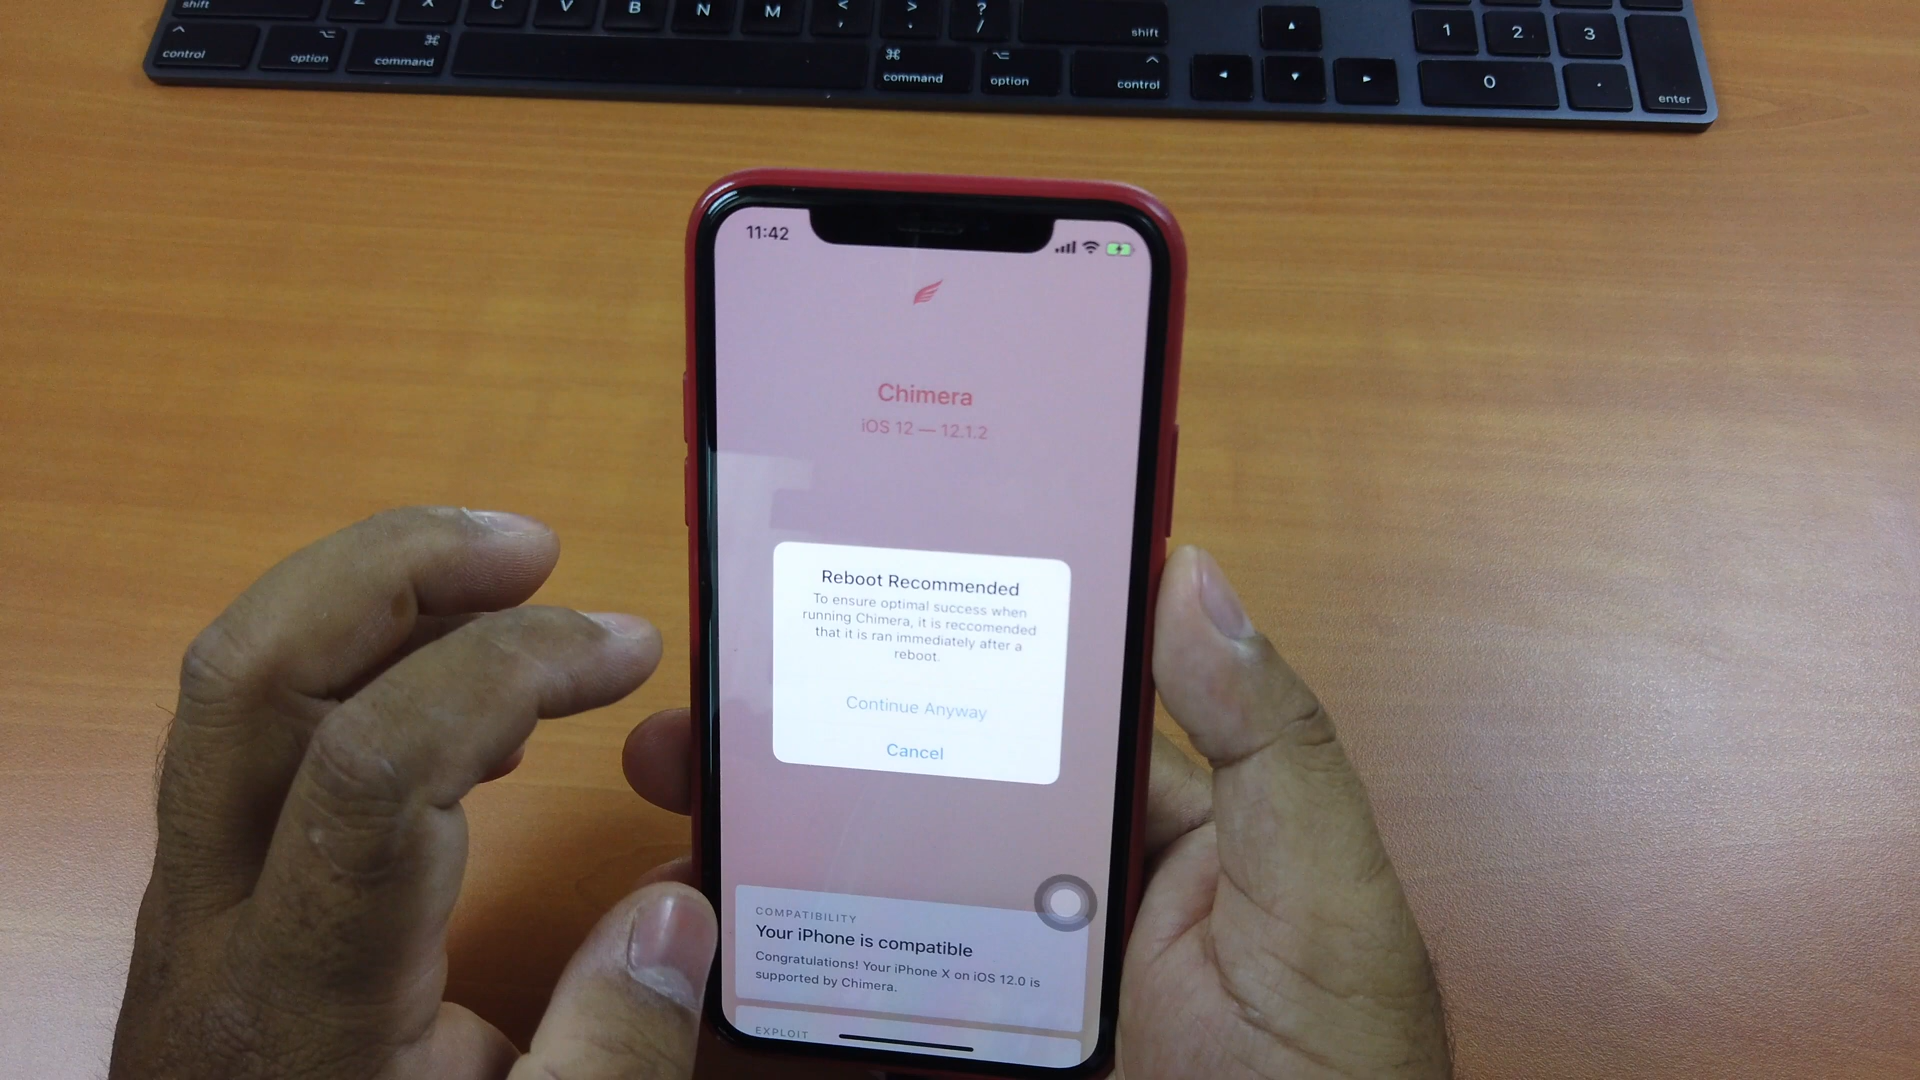 shift
Z X C V B N M < , > . ? / shift
control option command command option control
1 2 3
0 . enter
11:42
Chimera
iOS 12 — 12.1.2
Reboot Recommended
To ensure optimal success when
running Chimera, it is reccomended
that it is ran immediately after a
reboot.
Continue Anyway
Cancel
COMPATIBILITY
Your iPhone is compatible
Congratulations! Your iPhone X on iOS 12.0 is
supported by Chimera.
EXPLOIT